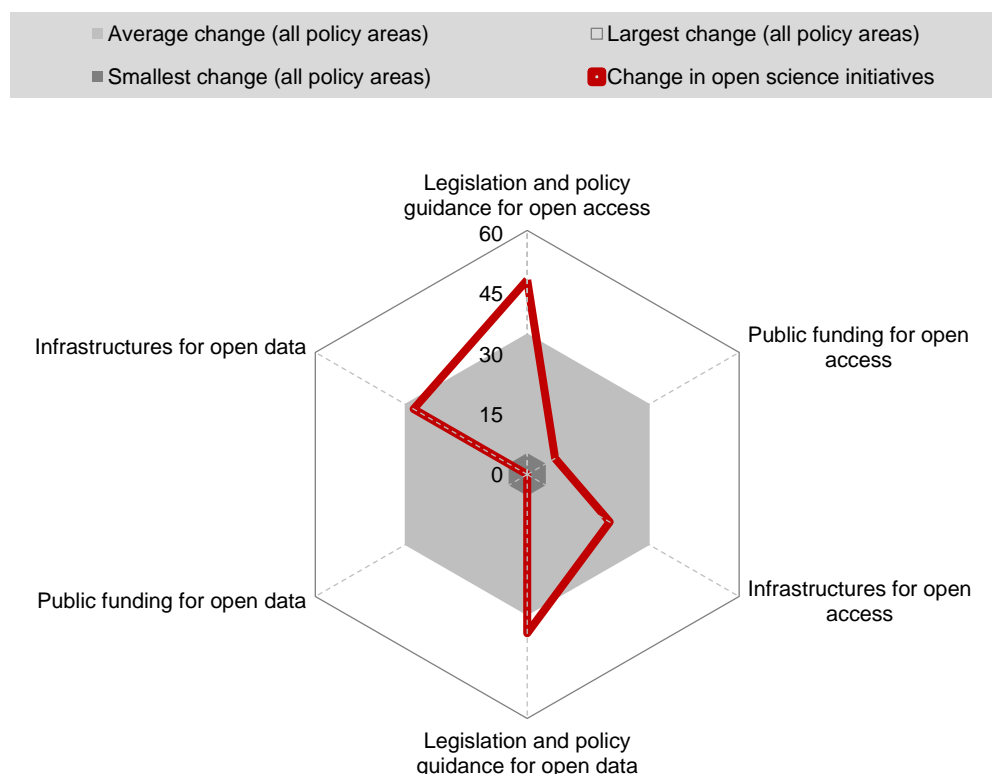 Average change (all policy areas)
Largest change (all policy areas)
Smallest change (all policy areas)
Change in open science initiatives
Legislation and policy
guidance for open access
60
45
30
15
0
Public funding for open
access
Infrastructures for open data
Public funding for open data
Infrastructures for open
access
Legislation and policy
guidance for open data